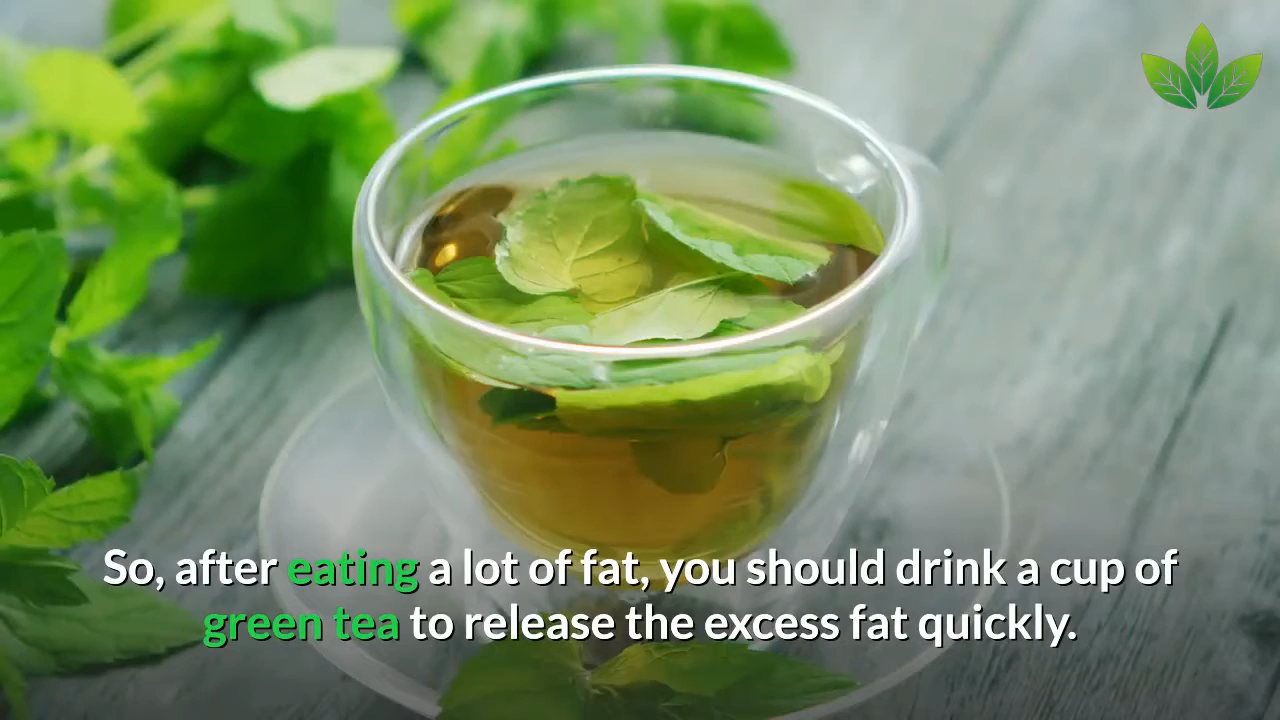 So, after eating a lot of fat, you should drink a cup of
green tea to release the excess fat quickly.